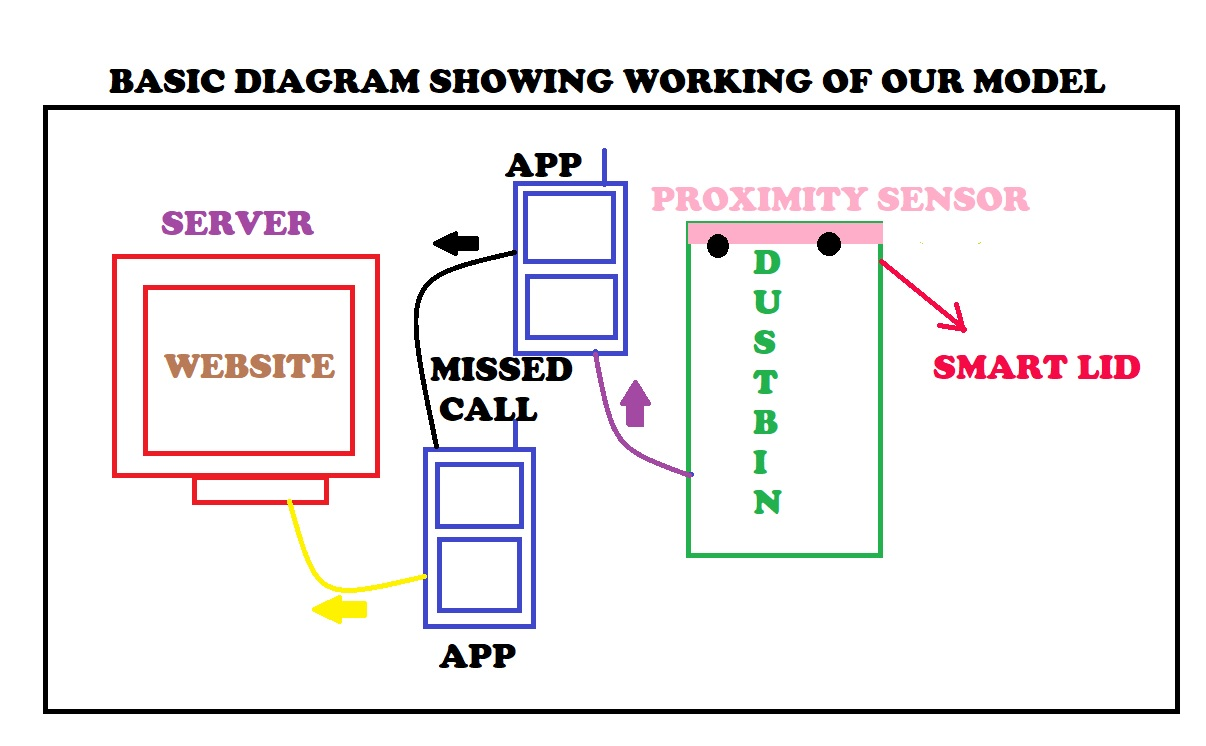 BASIC DIAGRAM SHOWING WORKING OF OUR MODEL
APP
PROXIMITY SENSOR
SERVER
WEBSITE
MISSED
CALL
D
U
S
T
B
I
N
SMART LID
APP